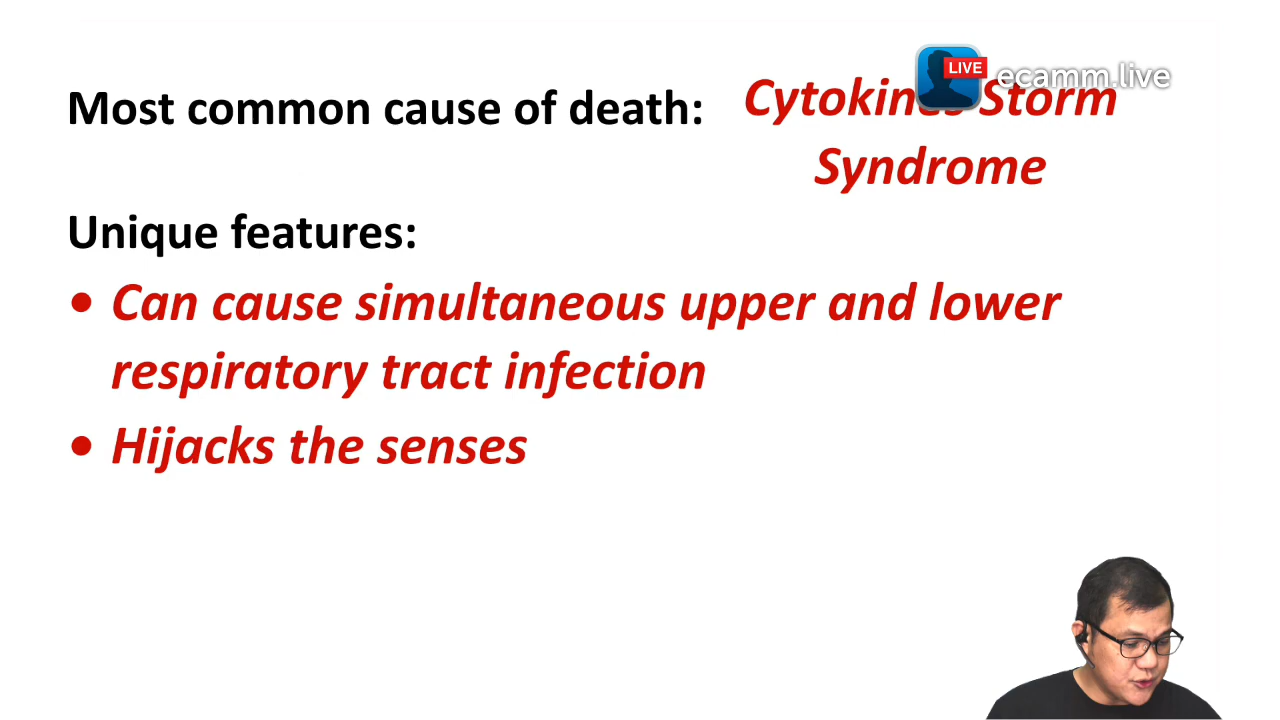 LIVE ecamm.live
Most common cause of death: Cytokines Storm
Syndrome
Unique features:
• Can cause simultaneous upper and lower
respiratory tract infection
• Hijacks the senses